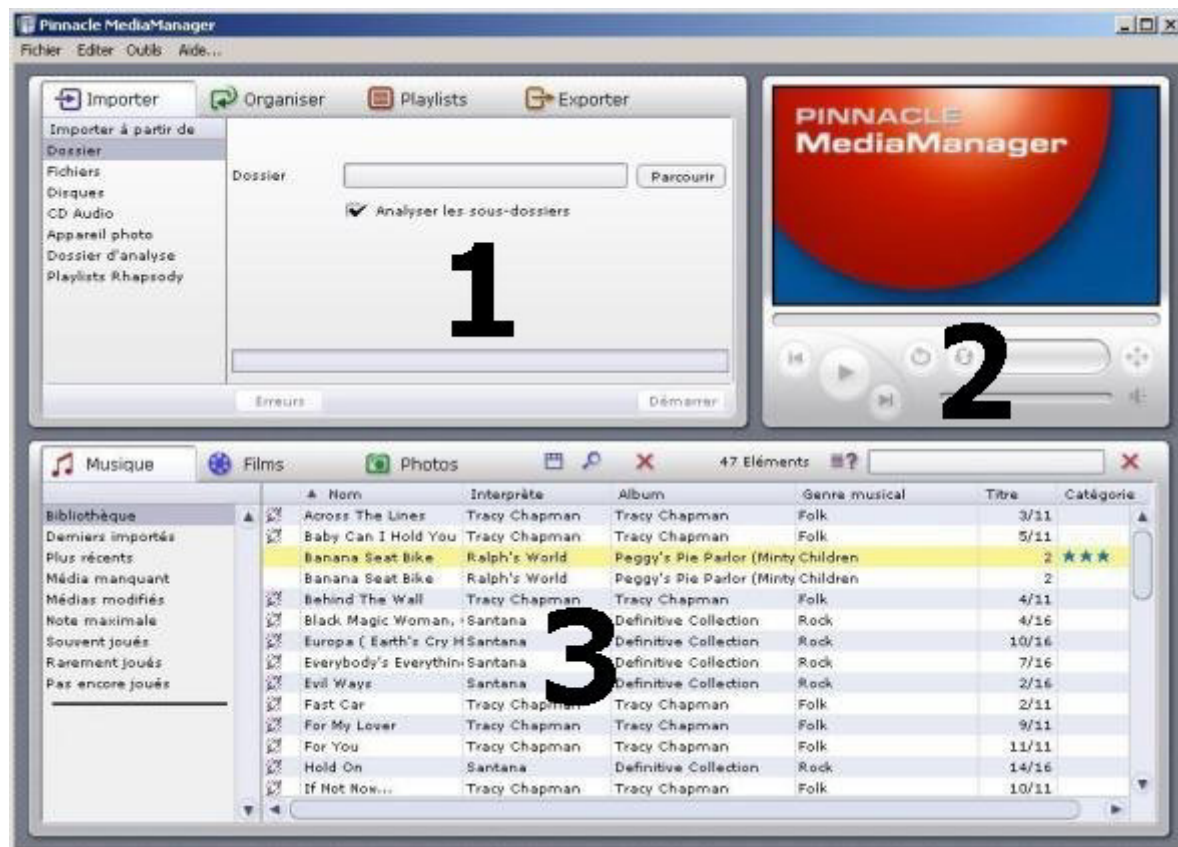 Pinnacle MediaManager
Fichier Editer Outils Aide...
Importer Organiser Playlists Exporter
Importer à partir de
Dossier
Fichiers
Disques
CD Audio
Appareil photo
Dossier d'analyse
Playlists Rhapsody
Dossier Parcourir
Analyser les sous-dossiers
1
Erreurs Démarrer
PINNACLE
MediaManager
2
Musique Films Photos 47 Eléments ?
Bibliothèque
Derniers importés
Plus récents
Média manquant
Médias modifiés
Note maximale
Souvent joués
Rarement joués
Pas encore joués
Nom Interprète Album Genre musical Titre Catégorie
Across The Lines Tracy Chapman Tracy Chapman Folk 3/11
Baby Can I Hold You Tracy Chapman Tracy Chapman Folk 5/11
Banana Seat Bike Ralph's World Peggy's Pie Parlor (Minty Children 2 ★★★
Banana Seat Bike Ralph's World Peggy's Pie Parlor (Minty Children 2
Behind The Wall Tracy Chapman Tracy Chapman Folk 4/11
Black Magic Woman, Santana Definitive Collection Rock 4/16
Europa ( Earth's Cry H Santana Definitive Collection Rock 10/16
Everybody's Everythin Santana Definitive Collection Rock 7/16
Evil Ways Santana Definitive Collection Rock 2/16
Fast Car Tracy Chapman Tracy Chapman Folk 2/11
For My Lover Tracy Chapman Tracy Chapman Folk 9/11
For You Tracy Chapman Tracy Chapman Folk 11/11
Hold On Santana Definitive Collection Rock 14/16
If Not Now... Tracy Chapman Tracy Chapman Folk 10/11
3